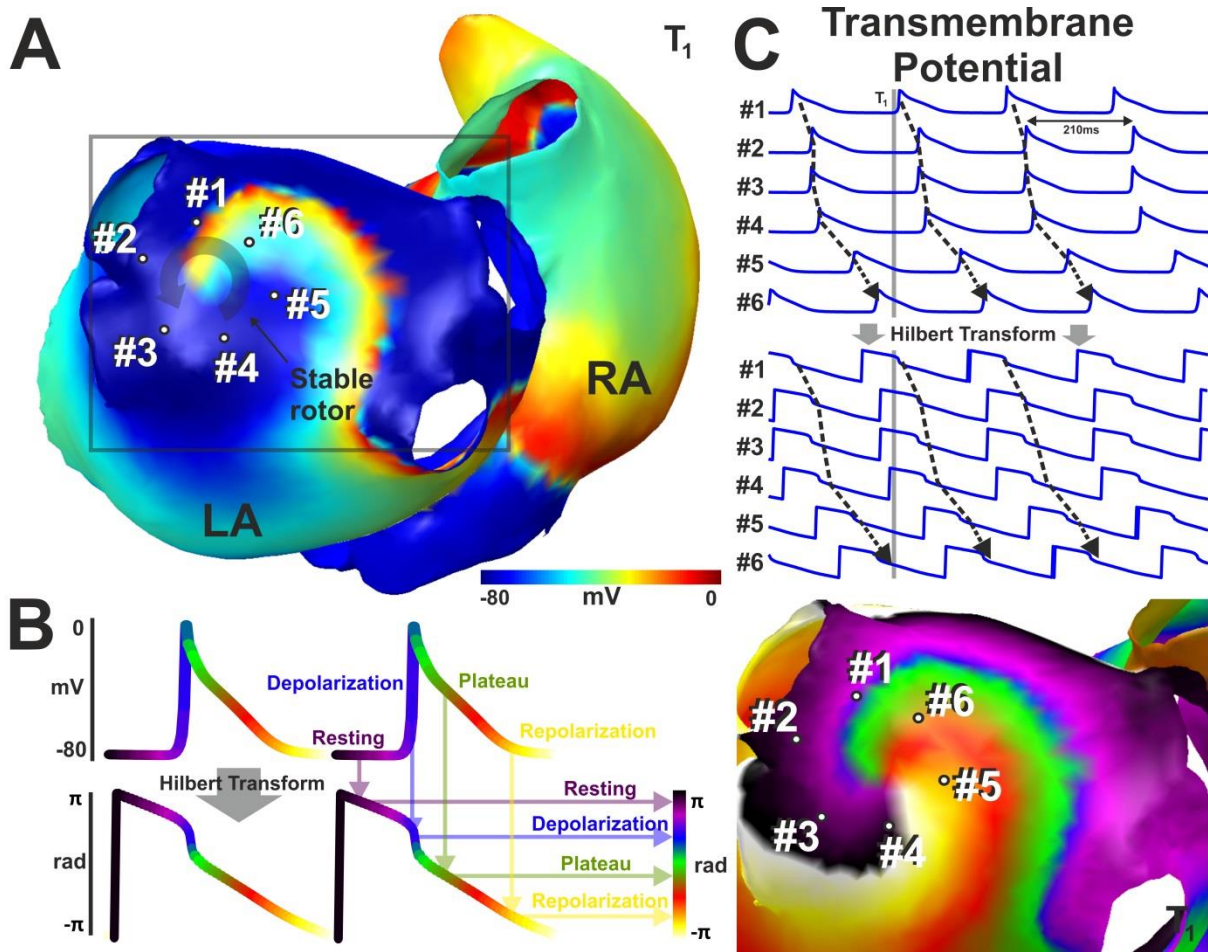 A
T1
#1
#6
#2
#5
#3
#4
Stable
rotor
RA
LA
-80
mV
0
B
0
mV
-80
Depolarization
Plateau
Resting
Repolarization
Hilbert Transform
π
rad
-π
Resting
Depolarization
Plateau
Repolarization
π
rad
-π
C
Transmembrane
Potential
T1
#1
210ms
#2
#3
#4
#5
#6
Hilbert Transform
#1
#2
#3
#4
#5
#6
#1
#2
#6
#5
#3
#4
T1